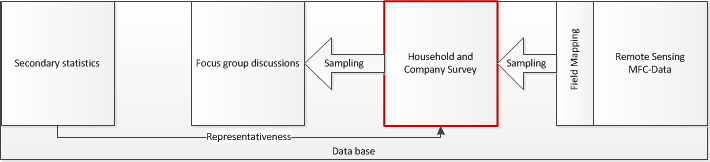 Secondary statistics
Focus group discussions
Sampling
Household and
Company Survey
Sampling
Field Mapping
Remote Sensing
MFC-Data
Representativeness
Data base